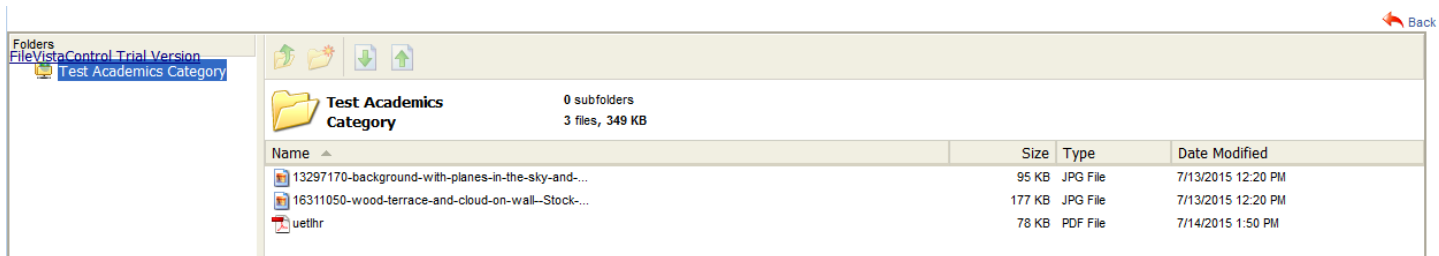 Back
Folders
FileVistaControl Trial Version
Test Academics Category
Test Academics
Category
0 subfolders
3 files, 349 KB
Name Size Type Date Modified
13297170-background-with-planes-in-the-sky-and-... 95 KB JPG File 7/13/2015 12:20 PM
16311050-wood-terrace-and-cloud-on-wall--Stock-... 177 KB JPG File 7/13/2015 12:20 PM
uetlhr 78 KB PDF File 7/14/2015 1:50 PM